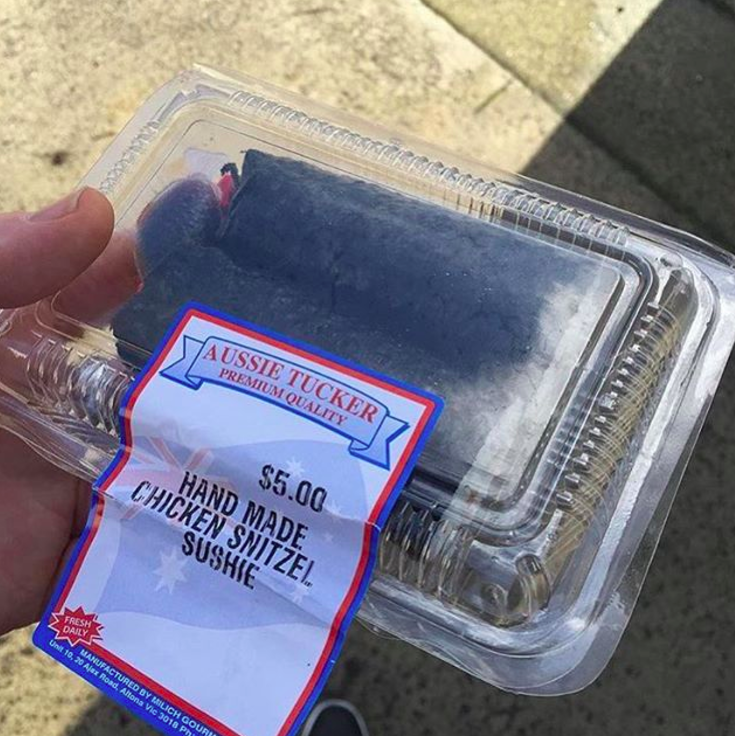 AUSSIE TUCKER
PREMIUM QUALITY
$5.00
HAND MADE
CHICKEN SNITZEL
SUSHIE
FRESH
DAILY
MANUFACTURED BY MILICH GOURM
Unit 10, 20 Ajax Road, Altona Vic 3018 Ph